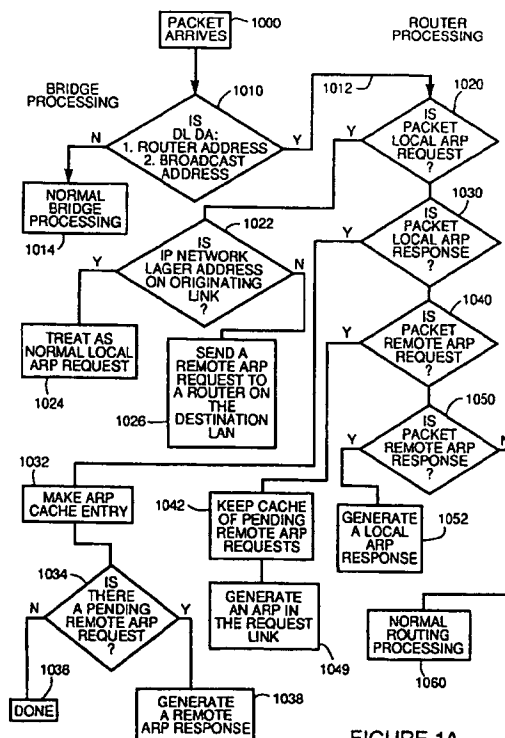 PACKET
ARRIVES
1000
ROUTER
PROCESSING
BRIDGE
PROCESSING
1010
IS
DL DA:
1. ROUTER ADDRESS
2. BROADCAST
ADDRESS
N
Y
1012
1020
IS
PACKET
LOCAL ARP
REQUEST
?
Y
NORMAL
BRIDGE
PROCESSING
1014
1022
IS
IP NETWORK
LAGER ADDRESS
ON ORIGINATING
LINK?
Y
N
1030
IS
PACKET
LOCAL ARP
RESPONSE
?
Y
TREAT AS
NORMAL LOCAL
ARP REQUEST
1024
SEND A
REMOTE ARP
REQUEST TO
A ROUTER ON
THE
DESTINATION
LAN
1026
1040
IS
PACKET
REMOTE ARP
REQUEST
?
Y
1050
IS
PACKET
REMOTE ARP
RESPONSE?
Y
N
1032
MAKE ARP
CACHE ENTRY
1042
KEEP CACHE
OF PENDING
REMOTE ARP
REQUESTS
GENERATE
A LOCAL
ARP
RESPONSE
1052
1034
IS
THERE
A PENDING
REMOTE ARP
REQUEST
?
N
Y
GENERATE
AN ARP IN
THE REQUEST
LINK
1049
NORMAL
ROUTING
PROCESSING
1060
1036
DONE
GENERATE
A REMOTE
ARP RESPONSE
1038
FIGURE 1A